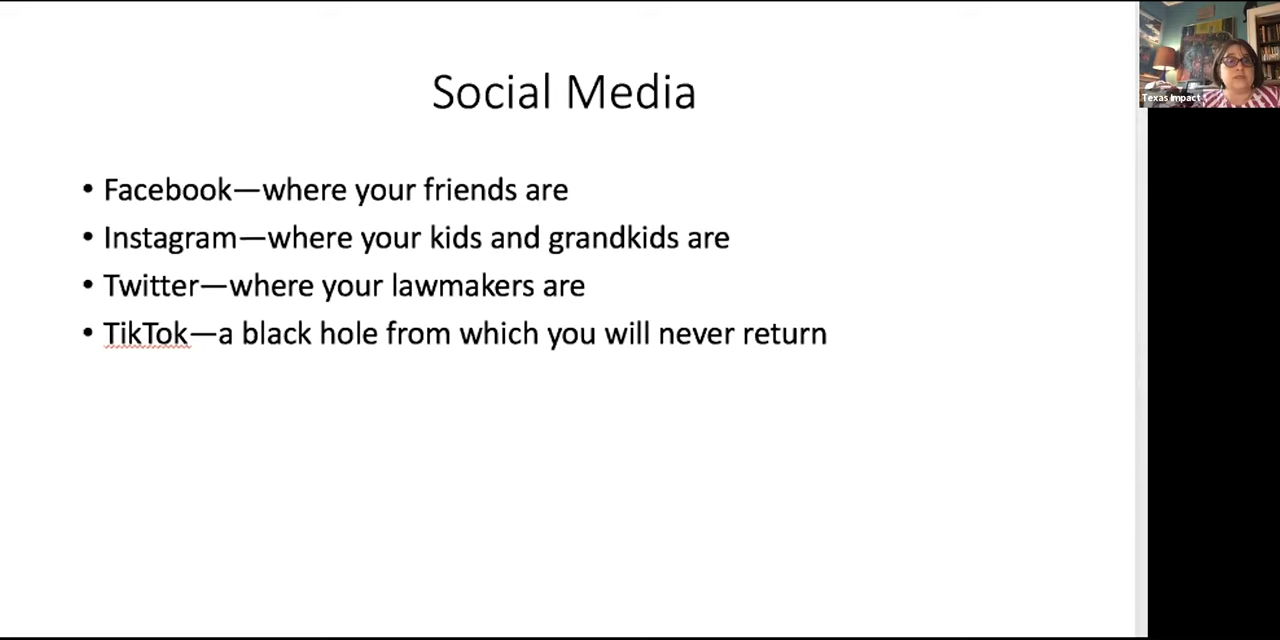 Social Media
• Facebook—where your friends are
• Instagram—where your kids and grandkids are
• Twitter—where your lawmakers are
• TikTok—a black hole from which you will never return
Texas Impact